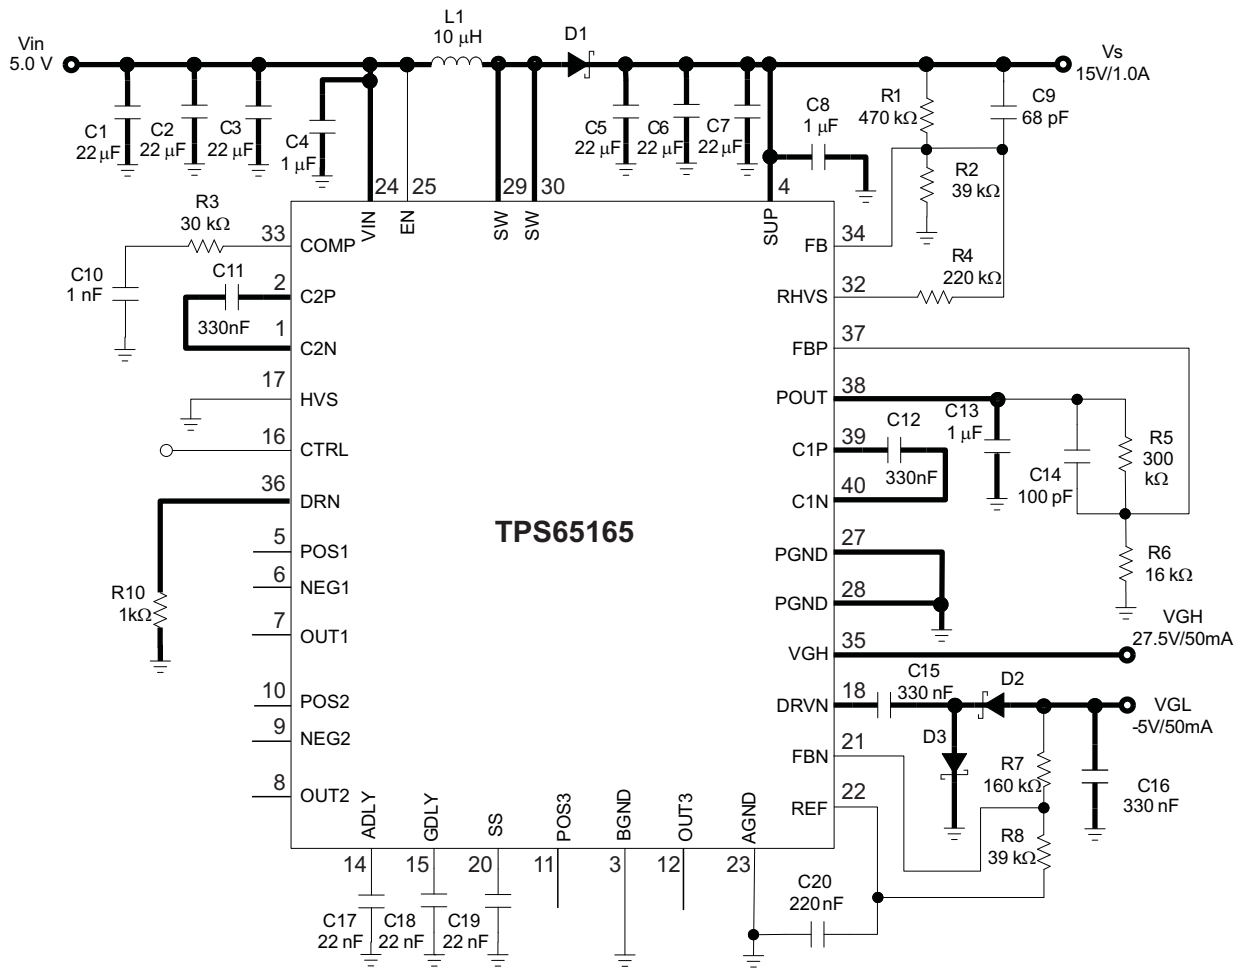 L1
10 μH
D1
Vin
5.0 V
Vs
15V/1.0A
C1
22 μF
C2
22 μF
C3
22 μF
C4
1 μF
C5
22 μF
C6
22 μF
C7
22 μF
C8
1 μF
R1
470 kΩ
C9
68 pF
R2
39 kΩ
24
25
29
30
4
VIN
EN
SW
SW
SUP
R3
30 kΩ
33
COMP
C10
1 nF
C11
330nF
2
C2P
1
C2N
17
HVS
16
CTRL
36
DRN
R10
1kΩ
5
POS1
6
NEG1
7
OUT1
10
POS2
9
NEG2
8
OUT2
TPS65165
FB
34
R4
220 kΩ
RHVS
32
FBP
37
POUT
38
C13
1 μF
C12
330nF
C1P
39
C1N
40
C14
100 pF
R5
300
kΩ
PGND
27
PGND
28
R6
16 kΩ
VGH
35
VGH
27.5V/50mA
DRVN
18
C15
330 nF
D2
VGL
-5V/50mA
FBN
21
D3
R7
160 kΩ
C16
330 nF
REF
22
R8
39 kΩ
ADLY
GDLY
SS
POS3
BGND
OUT3
AGND
14
15
20
11
3
12
23
C17
22 nF
C18
22 nF
C19
22 nF
C20
220 nF